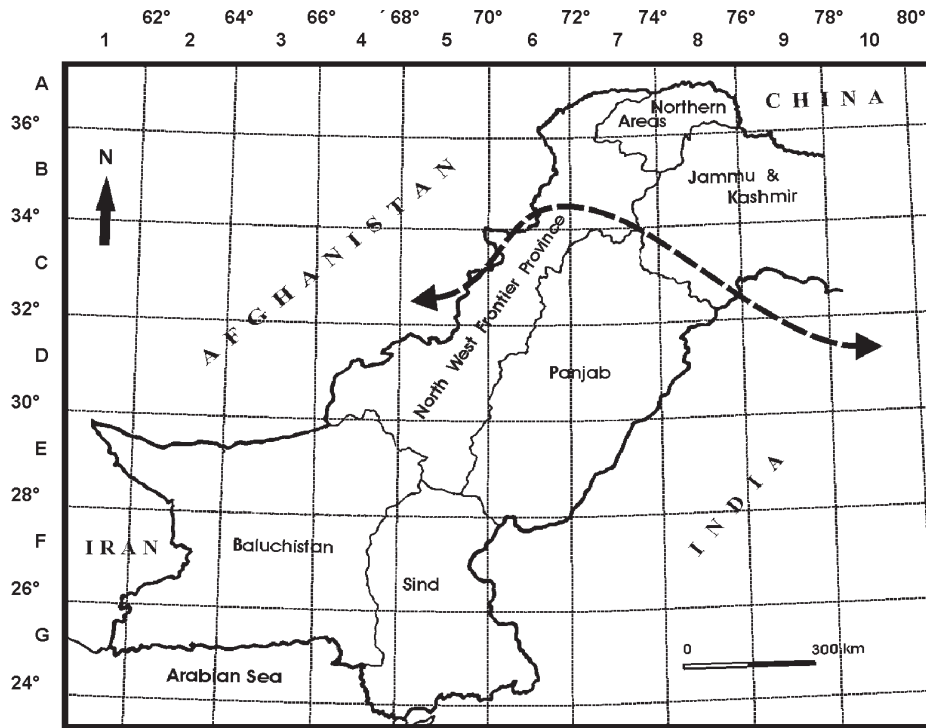 62° 64° 66° ´ 68° 70° 72° 74° 76° 78° 80°
1 2 3 4 5 6 7 8 9 10
A
36°
B
34°
C
32°
D
30°
E
28°
F
26°
G
24°
N
CHINA
Northern
Areas
Jammu &
Kashmir
AFGHANISTAN
North West Frontier Province
Panjab
INDIA
IRAN
Baluchistan
Sind
Arabian Sea
0 300 km